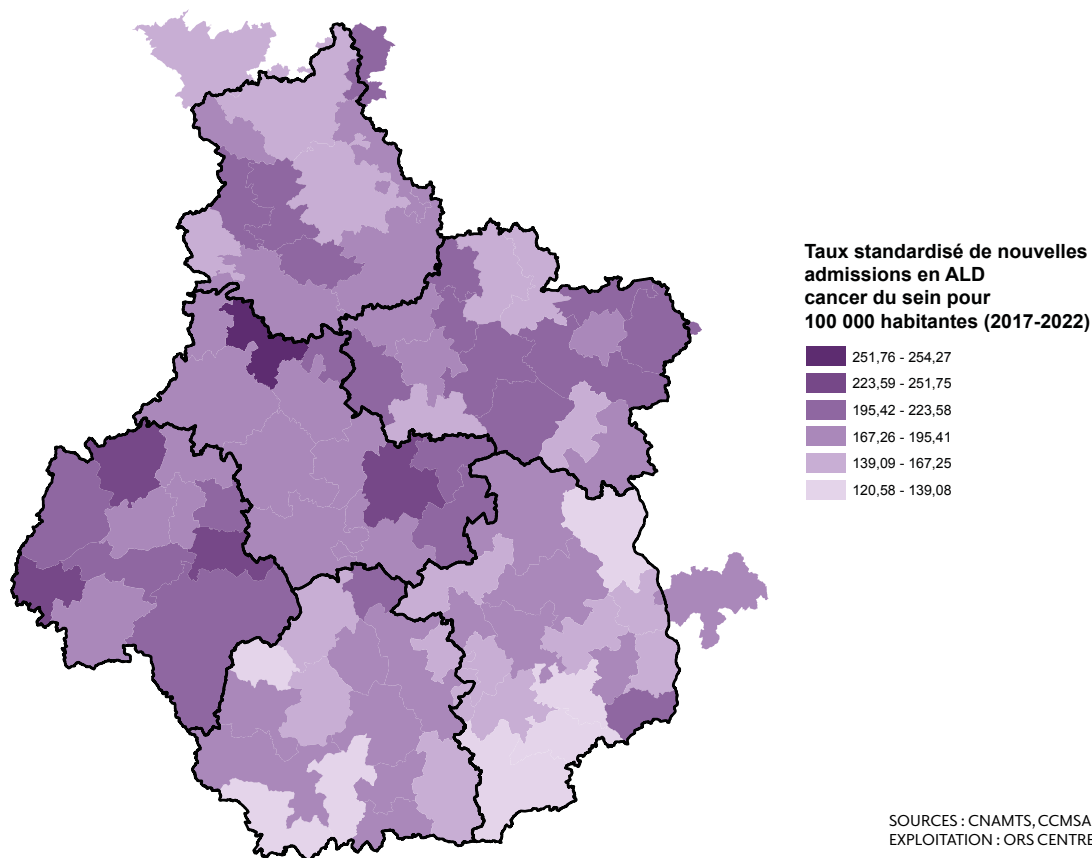 Taux standardisé de nouvelles
admissions en ALD
cancer du sein pour
100 000 habitantes (2017-2022)
251,76 - 254,27
223,59 - 251,75
195,42 - 223,58
167,26 - 195,41
139,09 - 167,25
120,58 - 139,08
SOURCES : CNAMTS, CCMSA
EXPLOITATION : ORS CENTRE